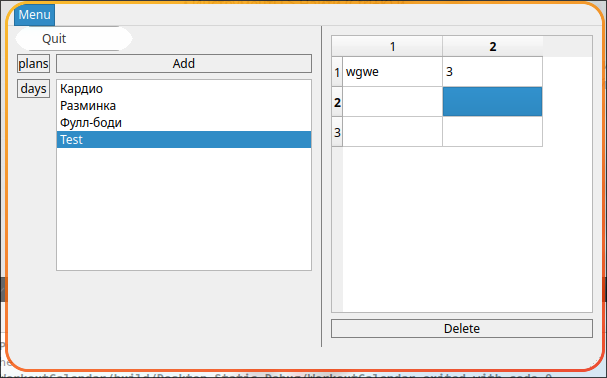 Menu
Quit
plans
Add
days
Кардио
Разминка
Фулл-боди
Test
1 2
1 wgwe 3
2
3
Delete
WorkoutCalendar/build/Desktop_Static-Debug/WorkoutCalendar exited with code 0